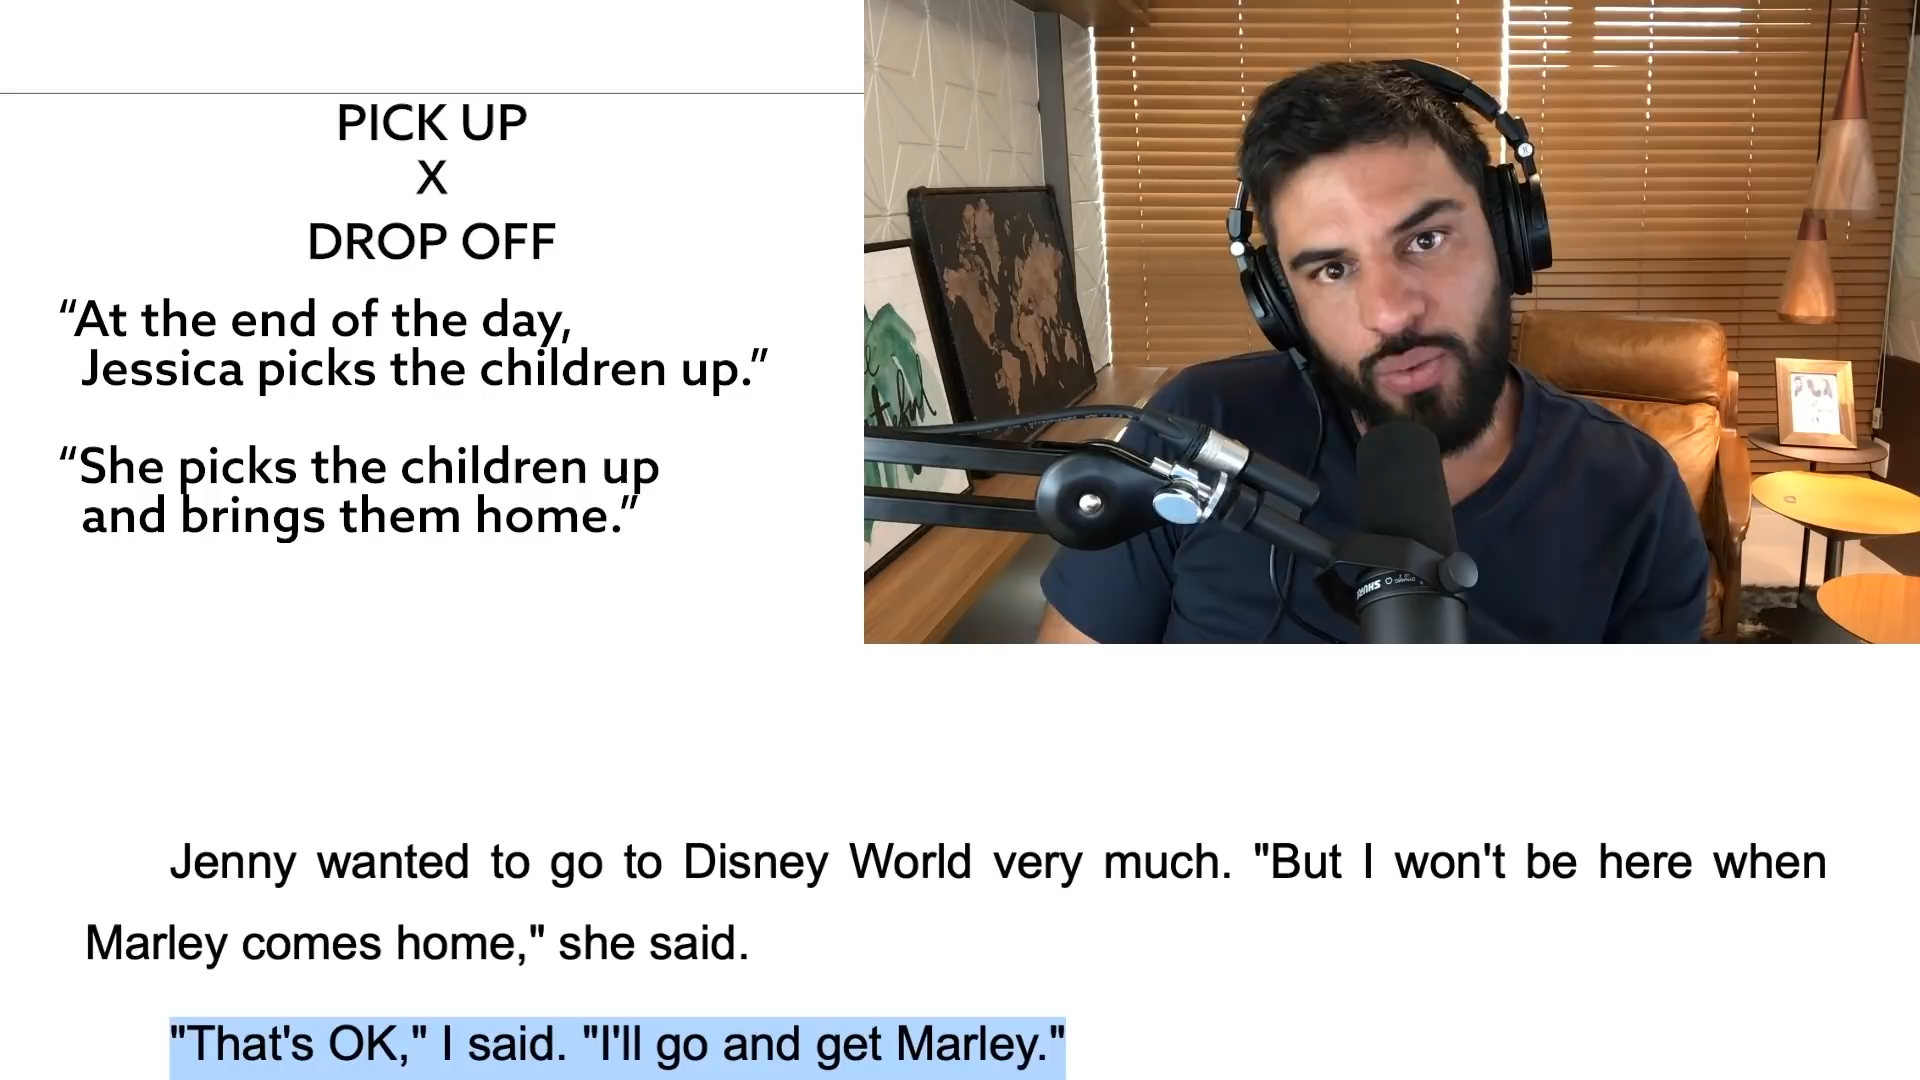 PICK UP
X
DROP OFF
“At the end of the day,
Jessica picks the children up.”
“She picks the children up
and brings them home.”
SHURE
Jenny wanted to go to Disney World very much. "But I won't be here when
Marley comes home," she said.
"That's OK," I said. "I'll go and get Marley."